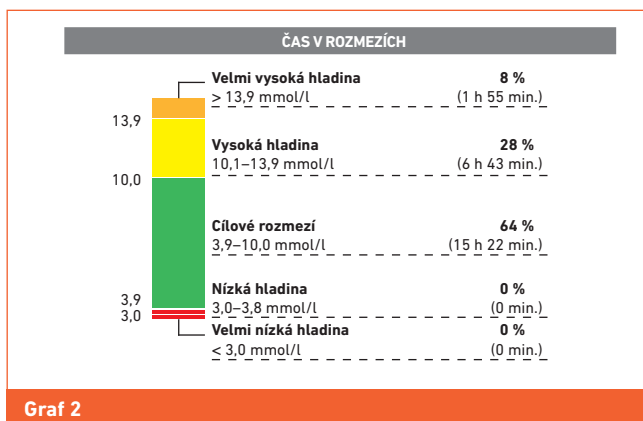 ČAS V ROZMEZÍCH
Velmi vysoká hladina 8 %
> 13,9 mmol/l (1 h 55 min.)
13,9
Vysoká hladina 28 %
10,1–13,9 mmol/l (6 h 43 min.)
10,0
Cílové rozmezí 64 %
3,9–10,0 mmol/l (15 h 22 min.)
Nízká hladina 0 %
3,9
3,0–3,8 mmol/l (0 min.)
3,0
Velmi nízká hladina 0 %
< 3,0 mmol/l (0 min.)
Graf 2